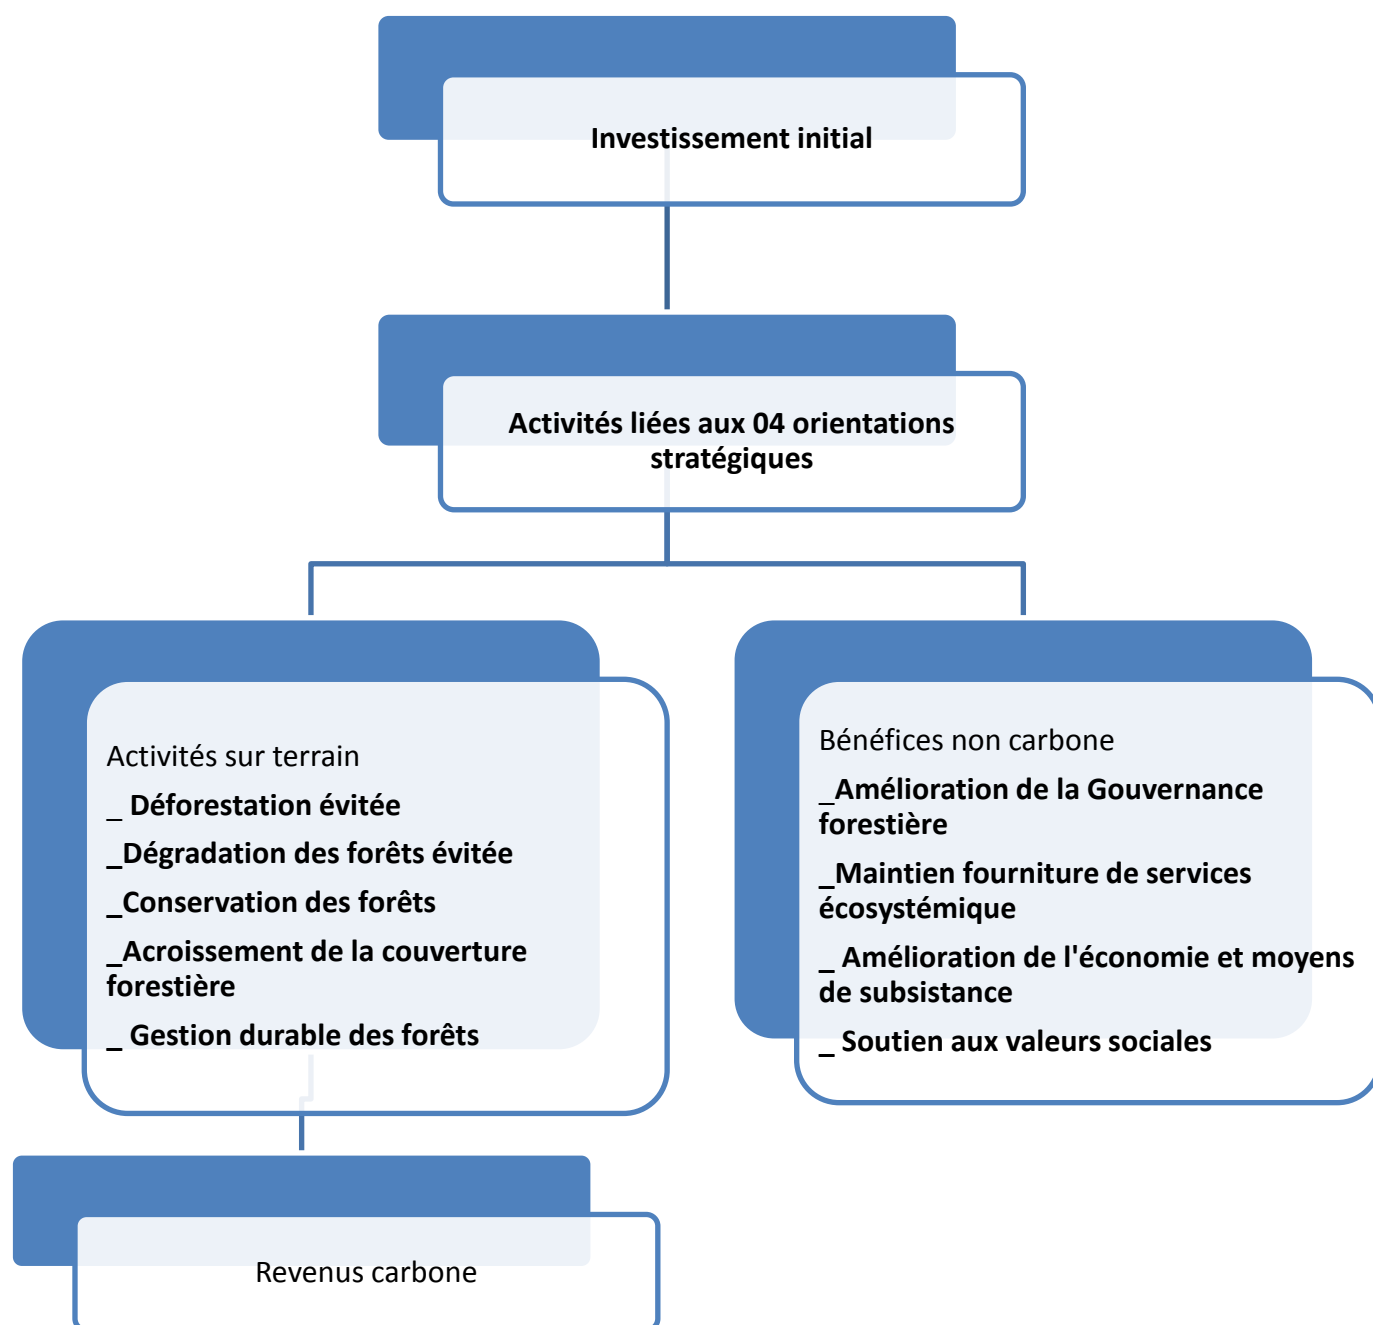 Investissement initial
Activités liées aux 04 orientations
stratégiques
Activités sur terrain
_ Déforestation évitée
_Dégradation des forêts évitée
_Conservation des forêts
_Acroissement de la couverture
forestière
_ Gestion durable des forêts
Bénéfices non carbone
_Amélioration de la Gouvernance
forestière
_Maintien fourniture de services
écosystémique
_ Amélioration de l'économie et moyens
de subsistance
_ Soutien aux valeurs sociales
Revenus carbone